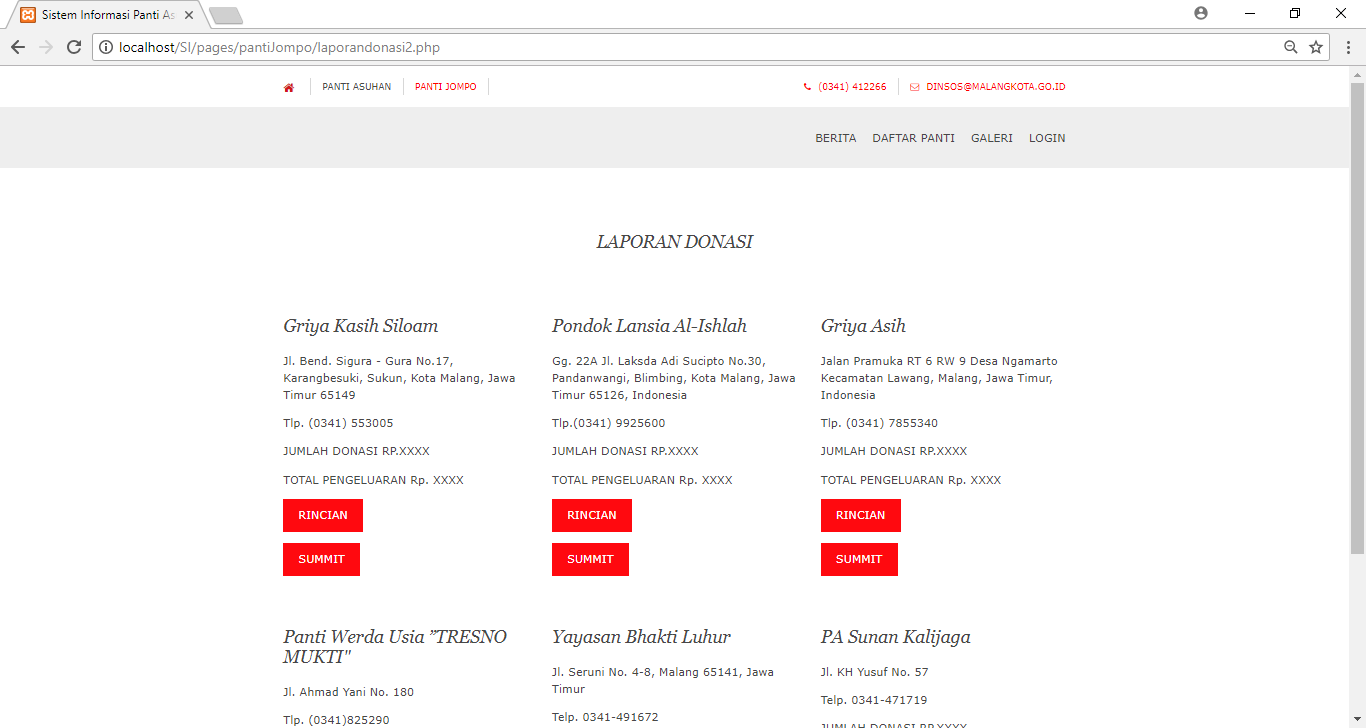 Sistem Informasi Panti As
localhost/SI/pages/pantiJompo/laporandonasi2.php
PANTI ASUHAN
PANTI JOMPO
(0341) 412266
DINSOS@MALANGKOTA.GO.ID
BERITA
DAFTAR PANTI
GALERI
LOGIN
LAPORAN DONASI
Griya Kasih Siloam
Jl. Bend. Sigura - Gura No.17,
Karangbesuki, Sukun, Kota Malang, Jawa
Timur 65149
Tlp. (0341) 553005
JUMLAH DONASI RP.XXXX
TOTAL PENGELUARAN Rp. XXXX
RINCIAN
SUMMIT
Pondok Lansia Al-Ishlah
Gg. 22A Jl. Laksda Adi Sucipto No.30,
Pandanwangi, Blimbing, Kota Malang, Jawa
Timur 65126, Indonesia
Tlp.(0341) 9925600
JUMLAH DONASI RP.XXXX
TOTAL PENGELUARAN Rp. XXXX
RINCIAN
SUMMIT
Griya Asih
Jalan Pramuka RT 6 RW 9 Desa Ngamarto
Kecamatan Lawang, Malang, Jawa Timur,
Indonesia
Tlp. (0341) 7855340
JUMLAH DONASI RP.XXXX
TOTAL PENGELUARAN Rp. XXXX
RINCIAN
SUMMIT
Panti Werda Usia ”TRESNO
MUKTI"
Jl. Ahmad Yani No. 180
Tlp. (0341)825290
Yayasan Bhakti Luhur
Jl. Seruni No. 4-8, Malang 65141, Jawa
Timur
Telp. 0341-491672
PA Sunan Kalijaga
Jl. KH Yusuf No. 57
Telp. 0341-471719
JUMLAH DONASI RP.XXXX